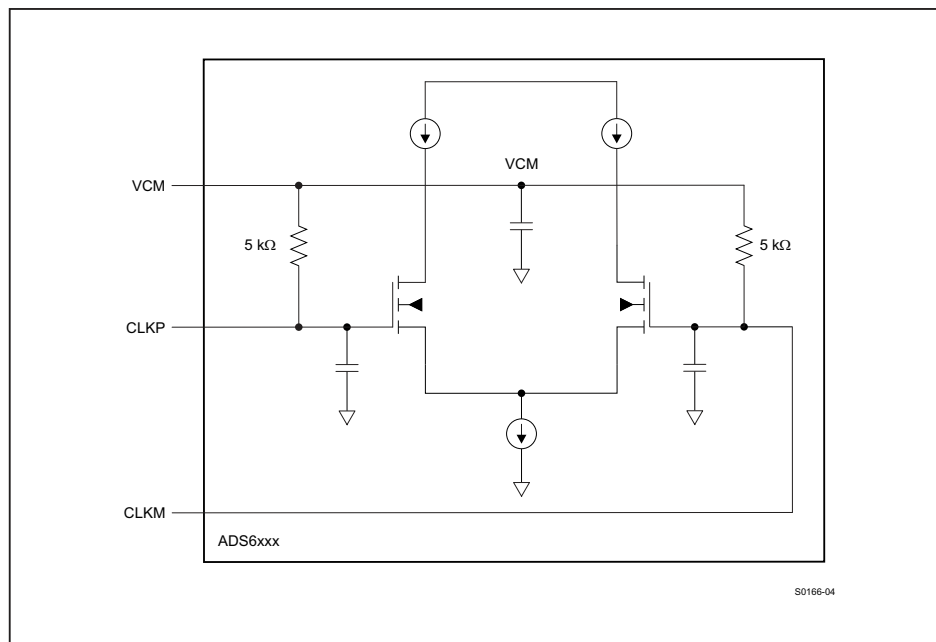 VCM
VCM
5 kΩ
5 kΩ
CLKP
CLKM
ADS6xxx
S0166-04